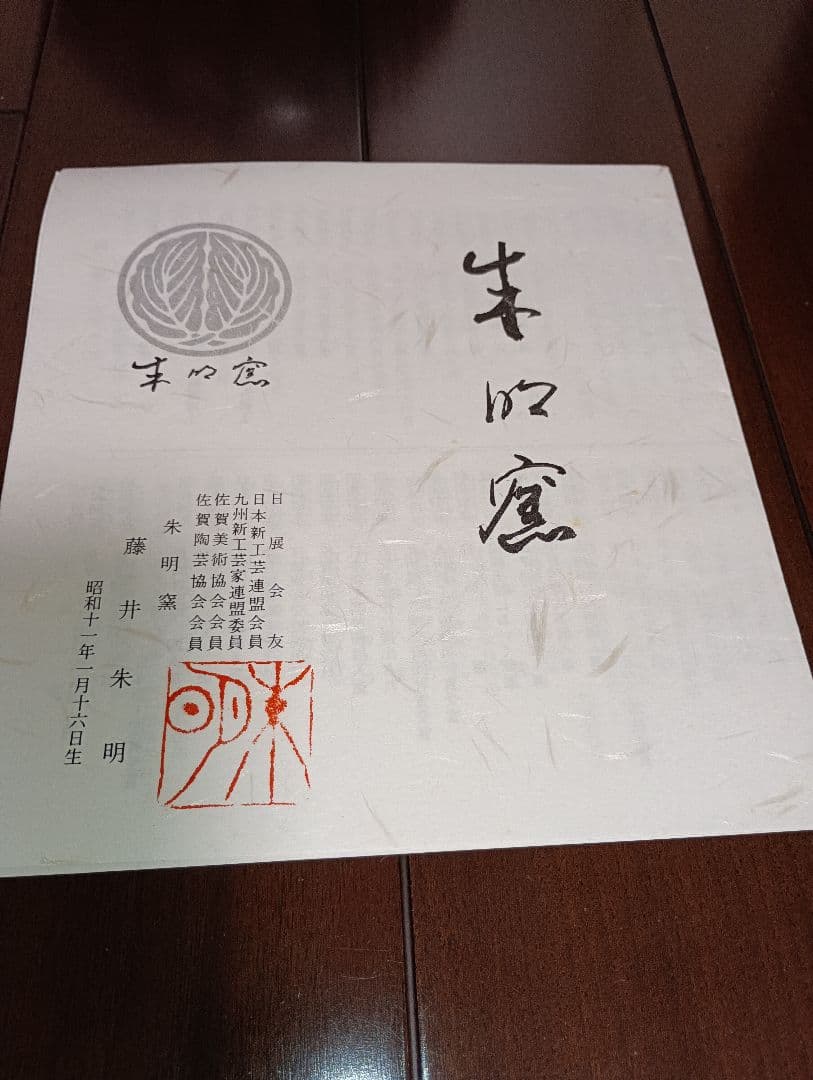 朱明窯
朱明窯
日展会友
日本新工芸連盟会員
九州新工芸家連盟委員
佐賀美術協会会員
佐賀陶芸協会会員
朱明窯
藤井朱明
昭和十一年一月十六日生
朱明